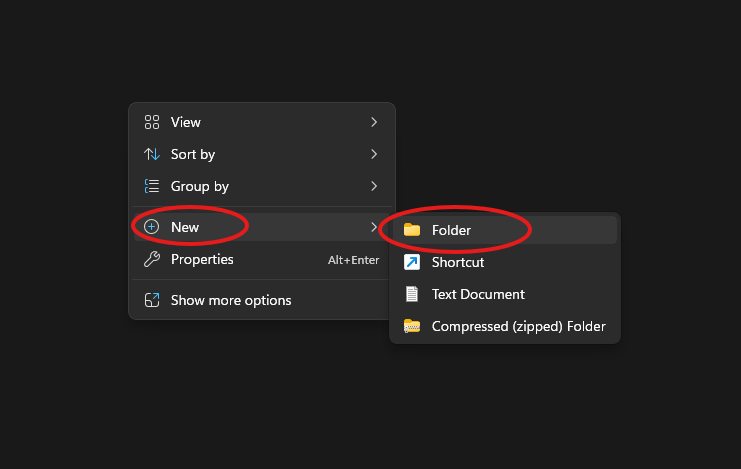 View
Sort by
Group by
New
Properties Alt+Enter
Show more options
Folder
Shortcut
Text Document
Compressed (zipped) Folder